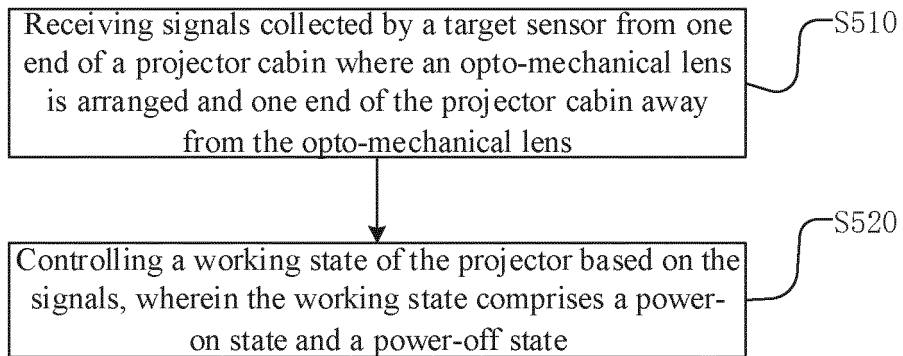 Receiving signals collected by a target sensor from one
end of a projector cabin where an opto-mechanical lens
is arranged and one end of the projector cabin away
from the opto-mechanical lens
S510
Controlling a working state of the projector based on the
signals, wherein the working state comprises a power-
on state and a power-off state
S520